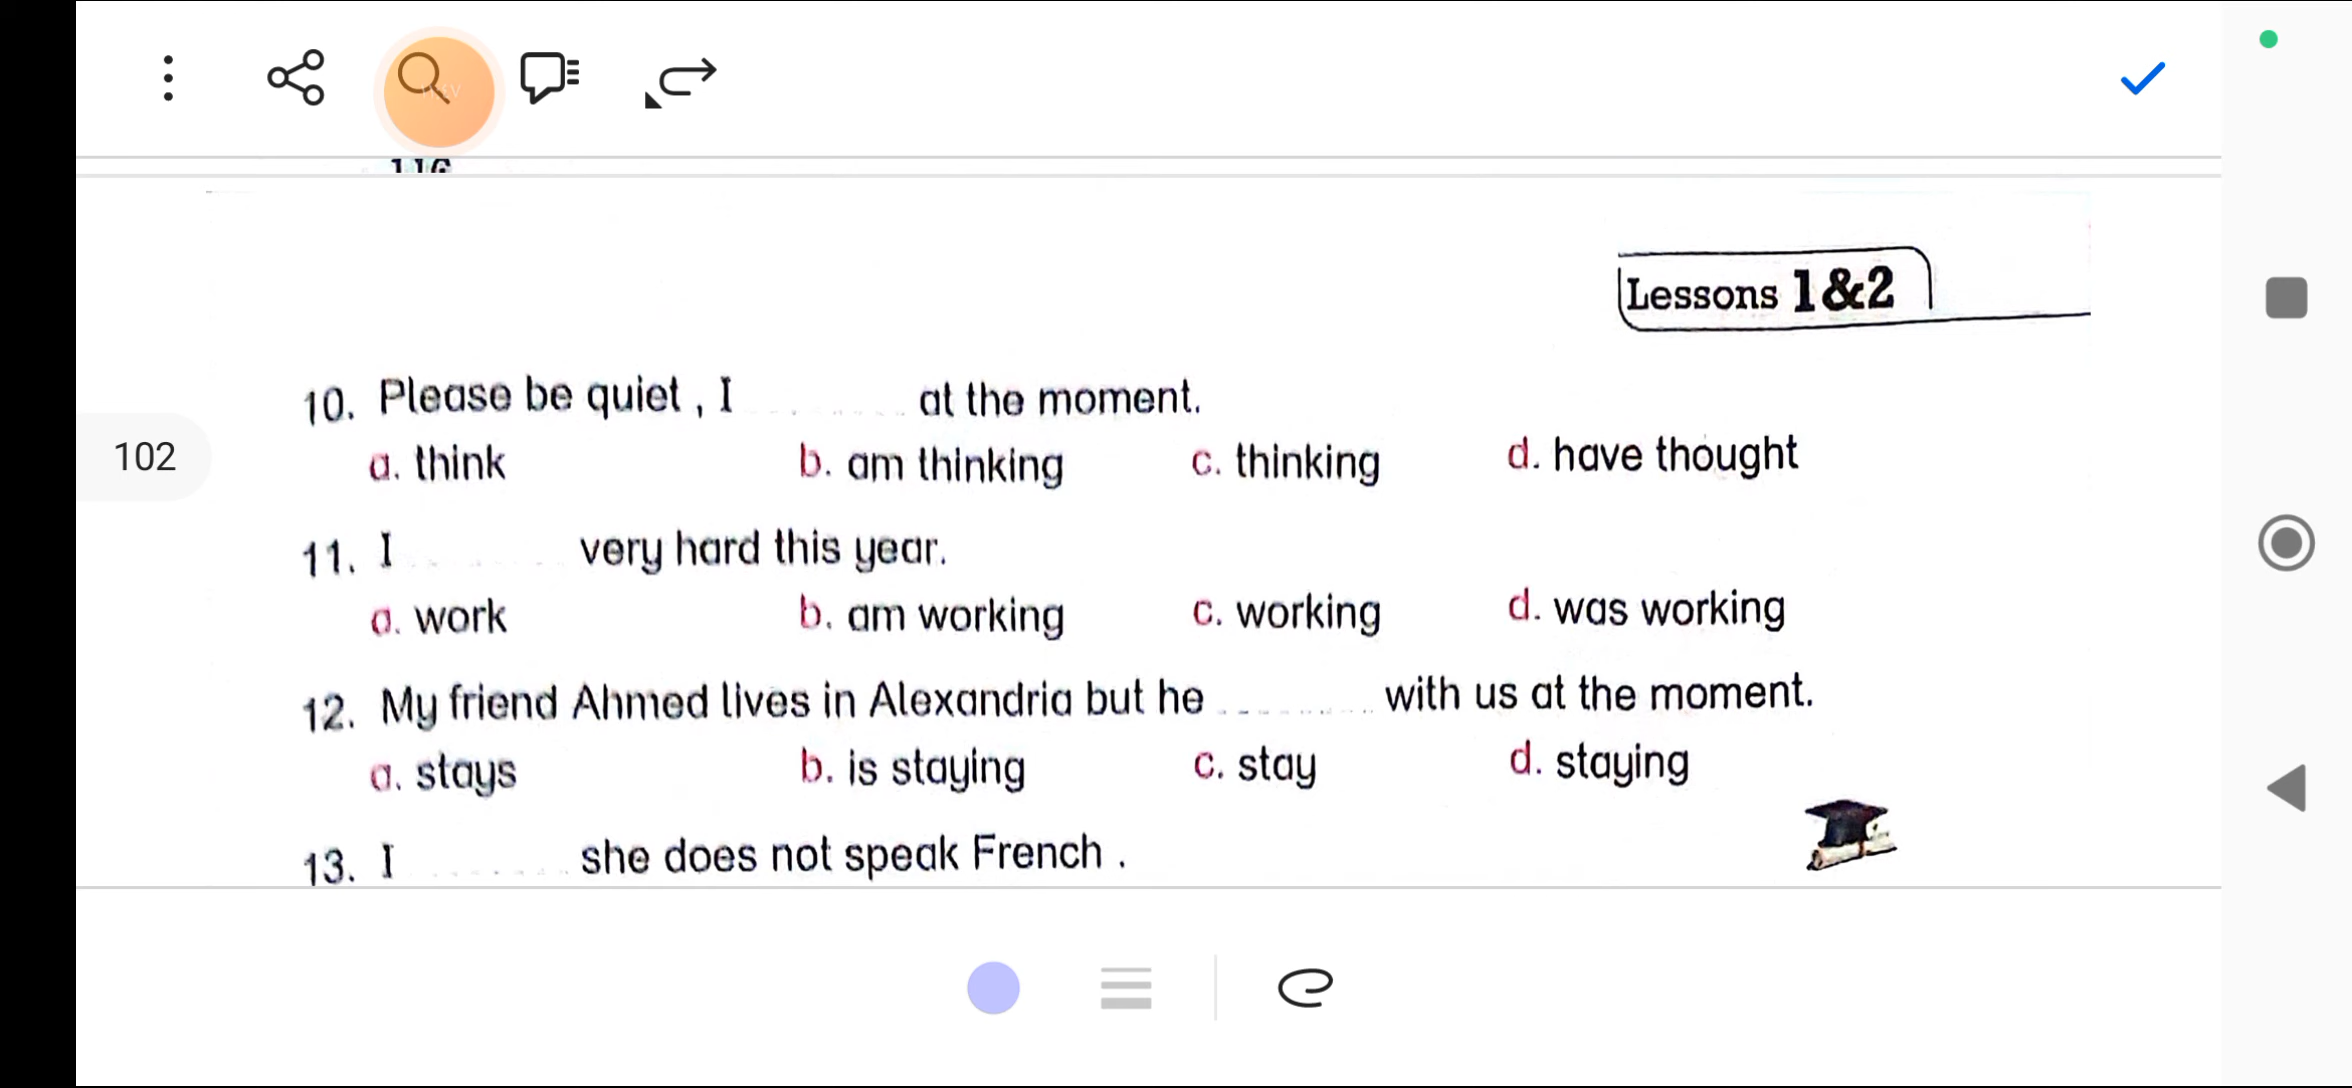 Lessons 1&2
10. Please be quiet , I ........ at the moment.
a. think b. am thinking c. thinking d. have thought
102
11. I ........ very hard this year.
a. work b. am working c. working d. was working
12. My friend Ahmed lives in Alexandria but he ........ with us at the moment.
a. stays b. is staying c. stay d. staying
13. I ........ she does not speak French .